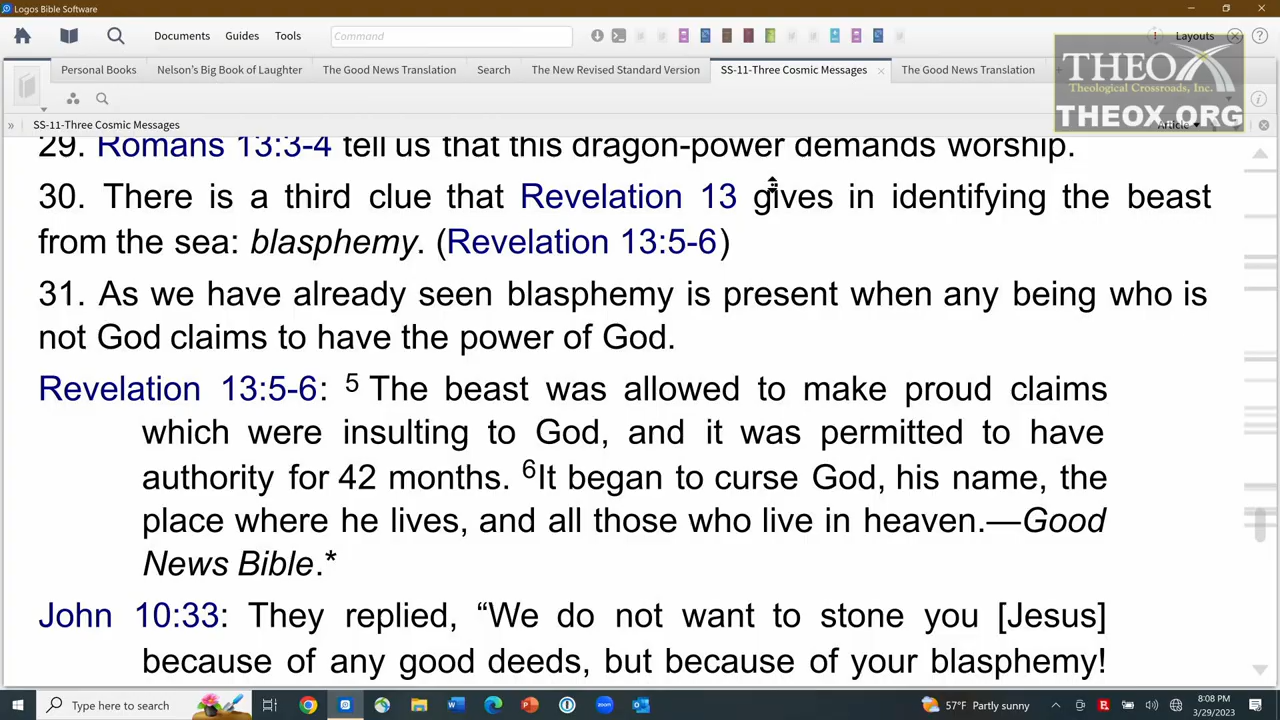 Logos Bible Software
Documents Guides Tools Command Layouts
Personal Books Nelson's Big Book of Laughter The Good News Translation Search The New Revised Standard Version SS-11-Three Cosmic Messages The Good News Translation
THEOX
Theological Crossroads, Inc.
THEOX.ORG
SS-11-Three Cosmic Messages Article
29. Romans 13:3-4 tell us that this dragon-power demands worship.
30. There is a third clue that Revelation 13 gives in identifying the beast
from the sea: blasphemy. (Revelation 13:5-6)
31. As we have already seen blasphemy is present when any being who is
not God claims to have the power of God.
Revelation 13:5-6: 5 The beast was allowed to make proud claims
which were insulting to God, and it was permitted to have
authority for 42 months. 6It began to curse God, his name, the
place where he lives, and all those who live in heaven.—Good
News Bible.*
John 10:33: They replied, “We do not want to stone you [Jesus]
because of any good deeds, but because of your blasphemy!
Type here to search 57°F Partly sunny 8:08 PM
3/29/2023